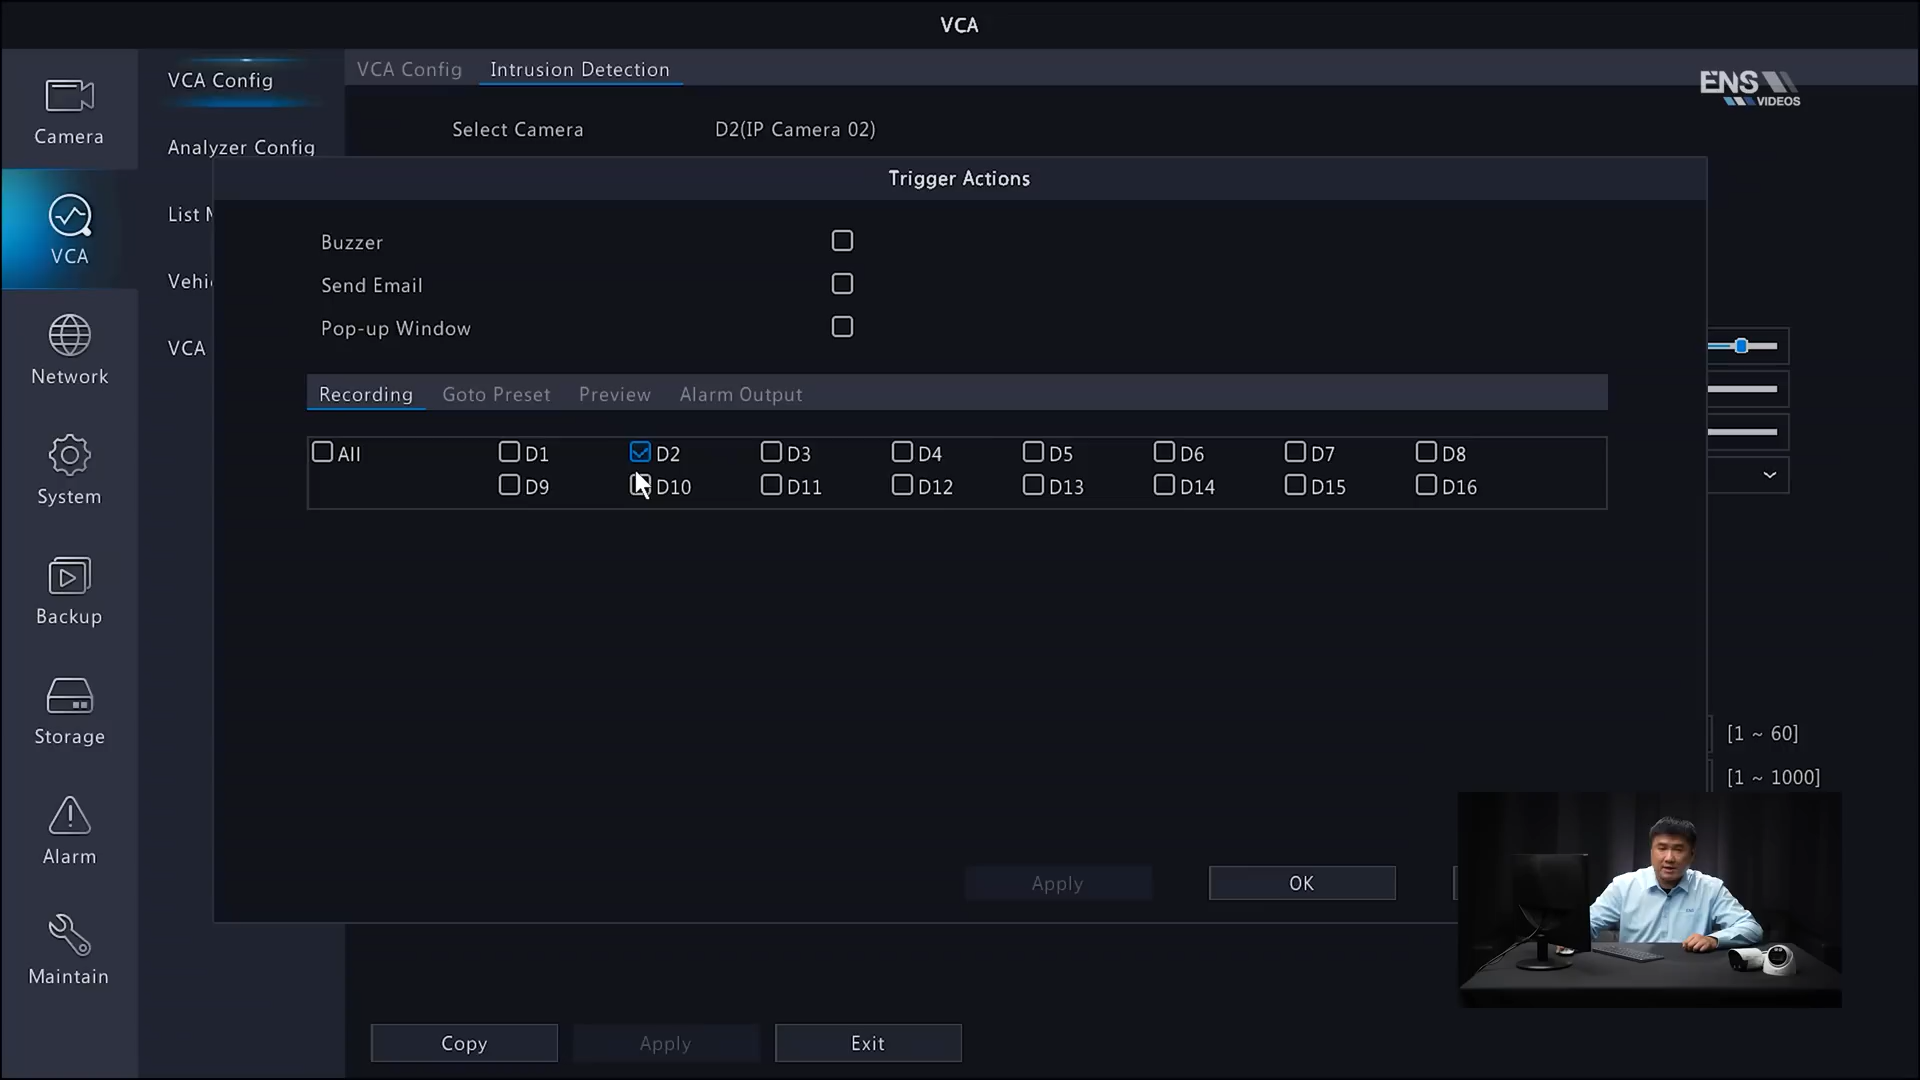 VCA
Camera
VCA
Network
System
Backup
Storage
Alarm
Maintain
VCA Config
Analyzer Config
List M
Vehi
VCA
VCA Config Intrusion Detection
ENS
VIDEOS
Select Camera D2(IP Camera 02)
Trigger Actions
Buzzer
Send Email
Pop-up Window
Recording Goto Preset Preview Alarm Output
All D1 D2 D3 D4 D5 D6 D7 D8
D9 D10 D11 D12 D13 D14 D15 D16
[1 ~ 60]
[1 ~ 1000]
Apply OK
Copy Apply Exit